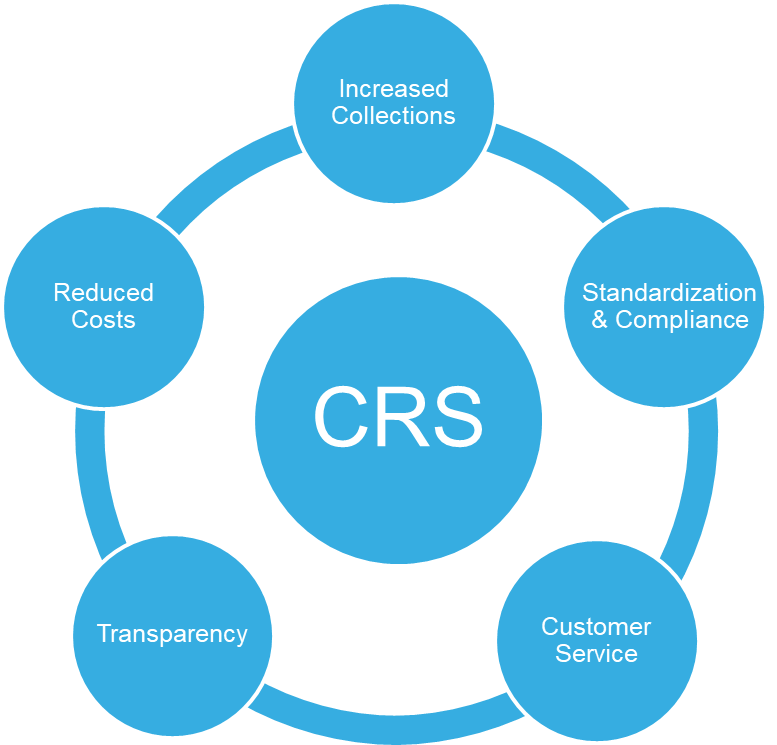 Increased
Collections
Standardization
& Compliance
Customer
Service
Transparency
Reduced
Costs
CRS